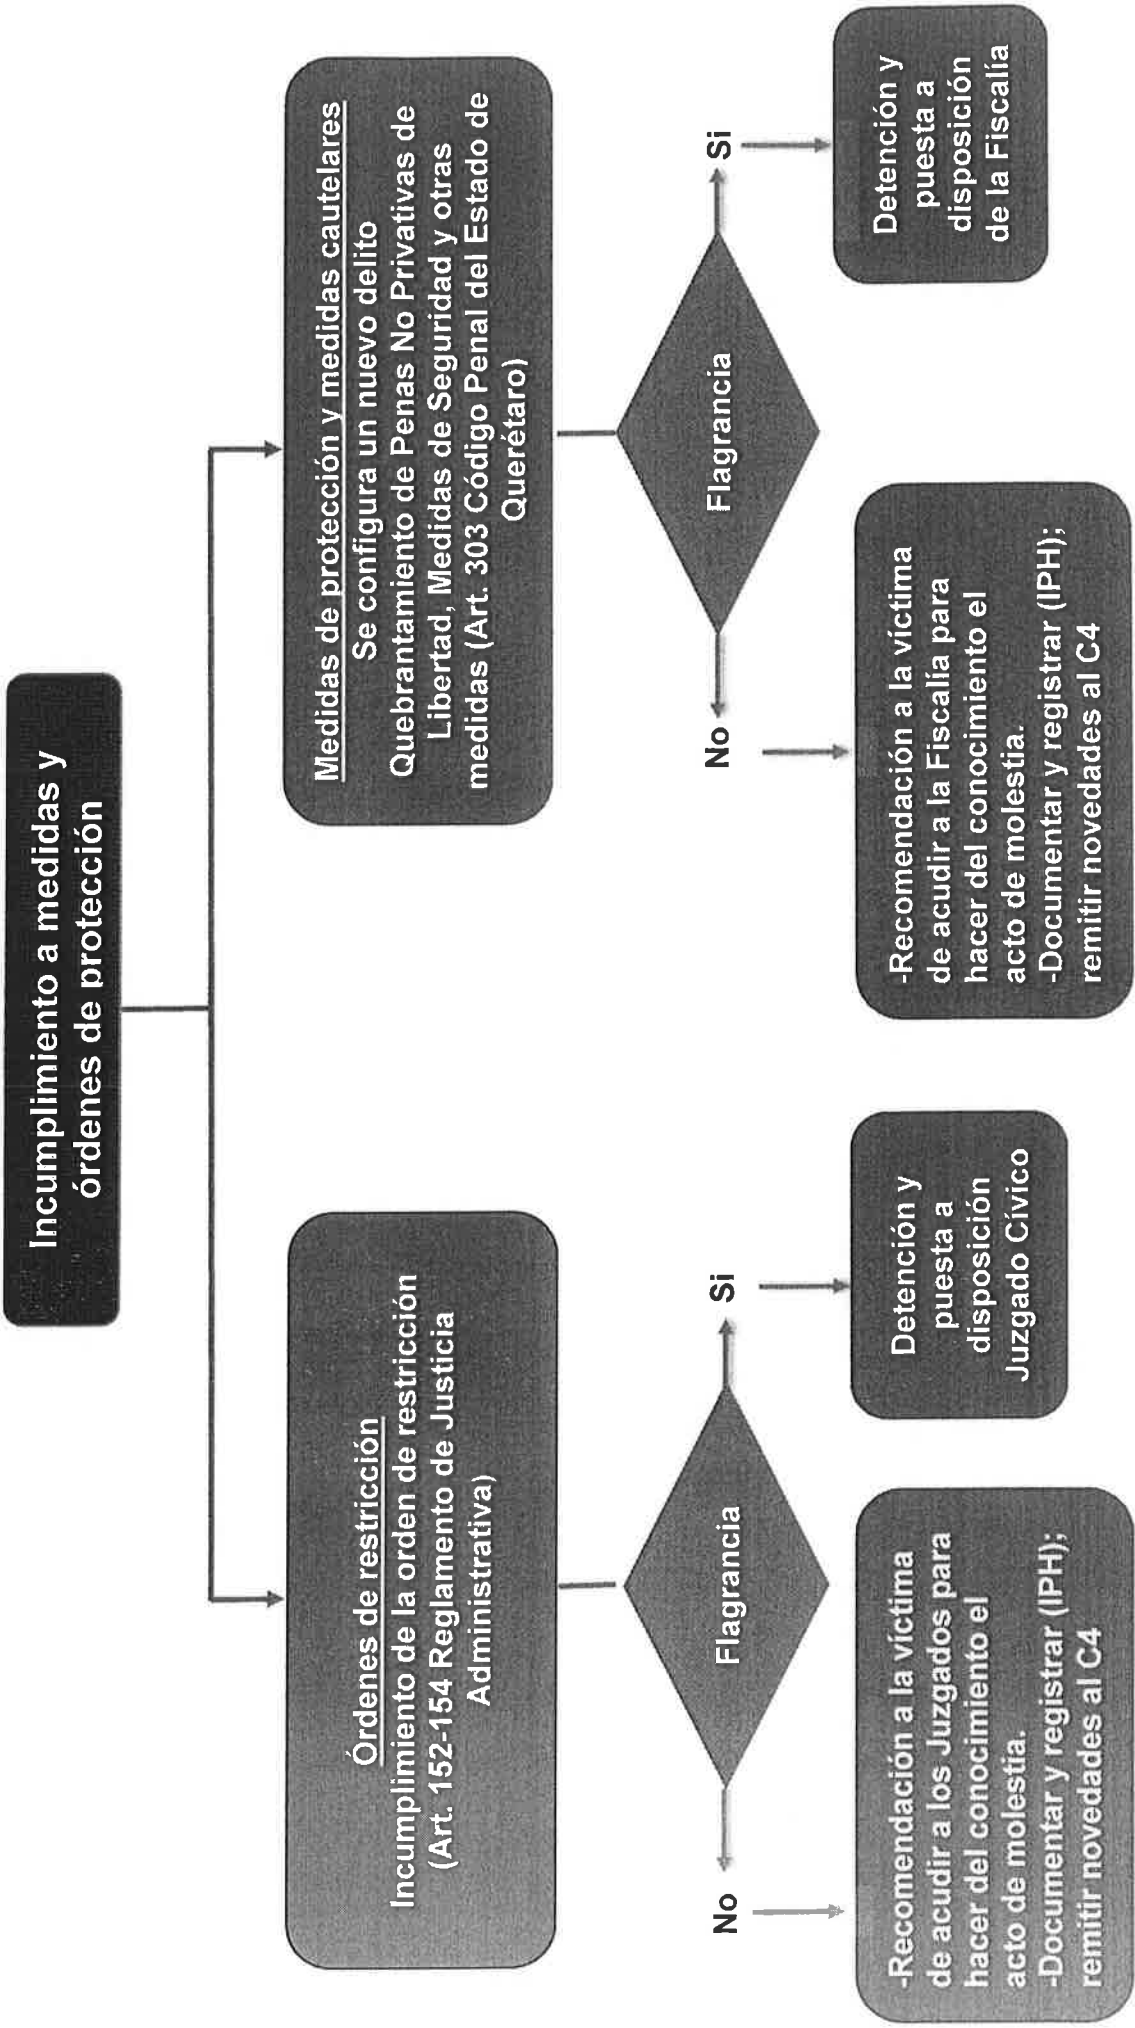 Incumplimiento a medidas y
órdenes de protección
Órdenes de restricción
Incumplimiento de la orden de restricción
(Art. 152-154 Reglamento de Justicia
Administrativa)
Flagrancia
No
Si
-Recomendación a la víctima
de acudir a los Juzgados para
hacer del conocimiento el
acto de molestia.
-Documentar y registrar (IPH);
remitir novedades al C4
Detención y
puesta a
disposición
Juzgado Cívico
Medidas de protección y medidas cautelares
Se configura un nuevo delito
Quebrantamiento de Penas No Privativas de
Libertad, Medidas de Seguridad y otras
medidas (Art. 303 Código Penal del Estado de
Querétaro)
Flagrancia
No
Si
-Recomendación a la víctima
de acudir a la Fiscalía para
hacer del conocimiento el
acto de molestia.
-Documentar y registrar (IPH);
remitir novedades al C4
Detención y
puesta a
disposición
de la Fiscalía